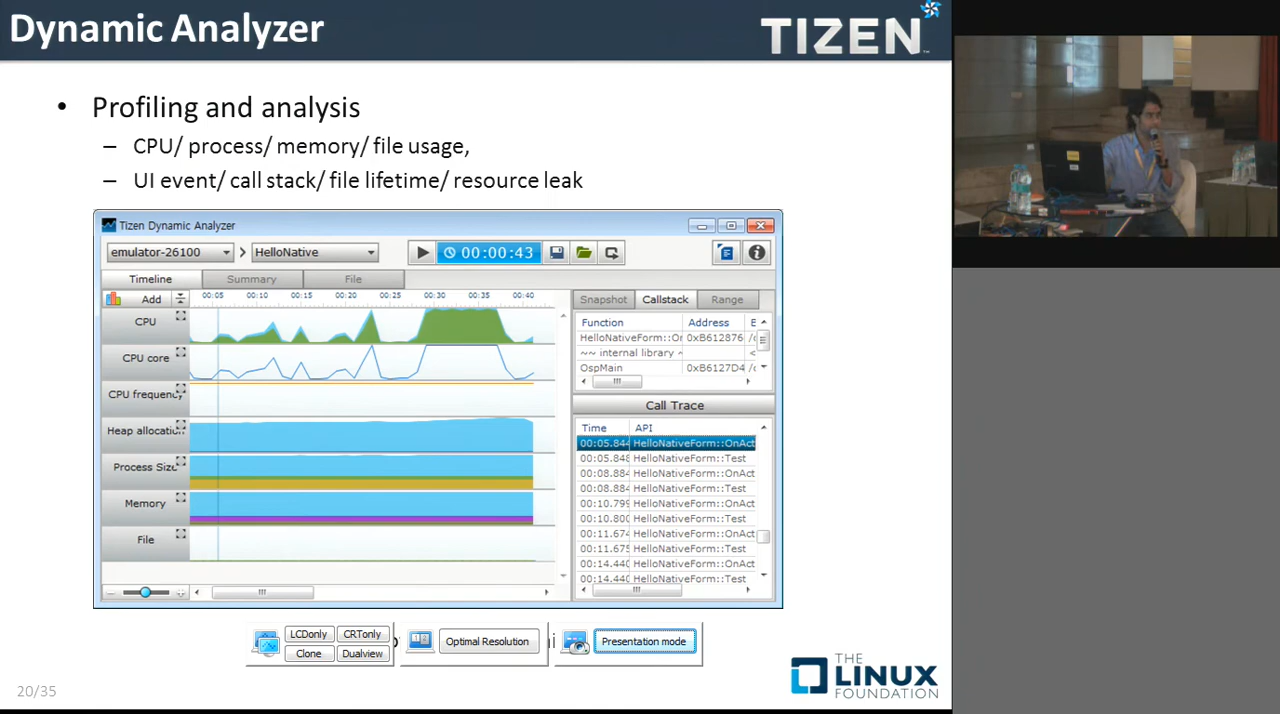 Dynamic Analyzer
TIZEN™
• Profiling and analysis
– CPU/ process/ memory/ file usage,
– UI event/ call stack/ file lifetime/ resource leak
Tizen Dynamic Analyzer
emulator-26100 > HelloNative 00:00:43
Timeline Summary File
Add 00:05 00:10 00:15 00:20 00:25 00:30 00:35 00:40
CPU
CPU core
CPU frequency
Heap allocation
Process Size
Memory
File
Snapshot Callstack Range
Function Address
HelloNativeForm::Or 0xB612876 /c
~~ internal library ~ <
OspMain 0xB6127D4 /c
Call Trace
Time API
00:05.844 HelloNativeForm::OnAct
00:05.848 HelloNativeForm::Test
00:08.884 HelloNativeForm::OnAct
00:08.884 HelloNativeForm::Test
00:10.799 HelloNativeForm::OnAct
00:10.800 HelloNativeForm::Test
00:11.674 HelloNativeForm::OnAct
00:11.675 HelloNativeForm::Test
00:14.440 HelloNativeForm::OnAct
00:14.440 HelloNativeForm::Test
LCDonly CRTonly
Clone Dualview
Optimal Resolution
Presentation mode
20/35
THE
LINUX
FOUNDATION